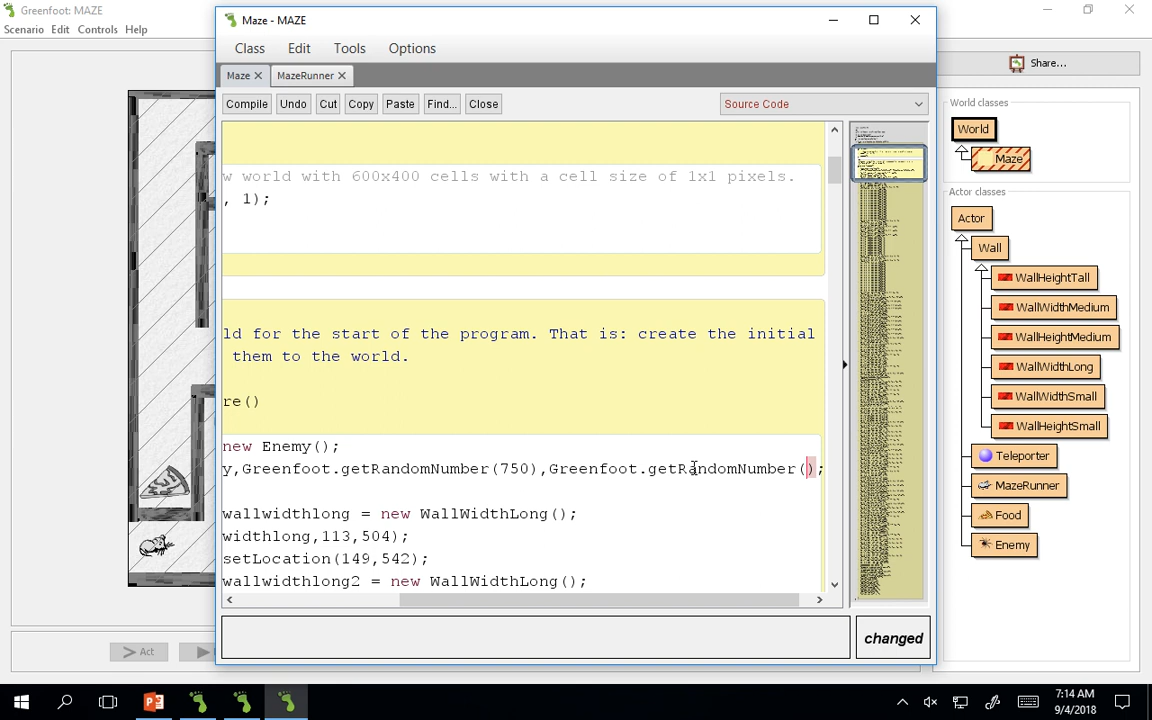 Greenfoot: MAZE
Scenario Edit Controls Help
Maze - MAZE
Class Edit Tools Options
Maze MazeRunner
Compile Undo Cut Copy Paste Find... Close Source Code
w world with 600x400 cells with a cell size of 1x1 pixels.
, 1);
ld for the start of the program. That is: create the initial
them to the world.
re()
new Enemy();
y,Greenfoot.getRandomNumber(750),Greenfoot.getRandomNumber();
wallwidthlong = new WallWidthLong();
widthlong,113,504);
setLocation(149,542);
wallwidthlong2 = new WallWidthLong();
changed
Act
Share...
World classes
World
Maze
Actor classes
Actor
Wall
WallHeightTall
WallWidthMedium
WallHeightMedium
WallWidthLong
WallWidthSmall
WallHeightSmall
Teleporter
MazeRunner
Food
Enemy
7:14 AM
9/4/2018